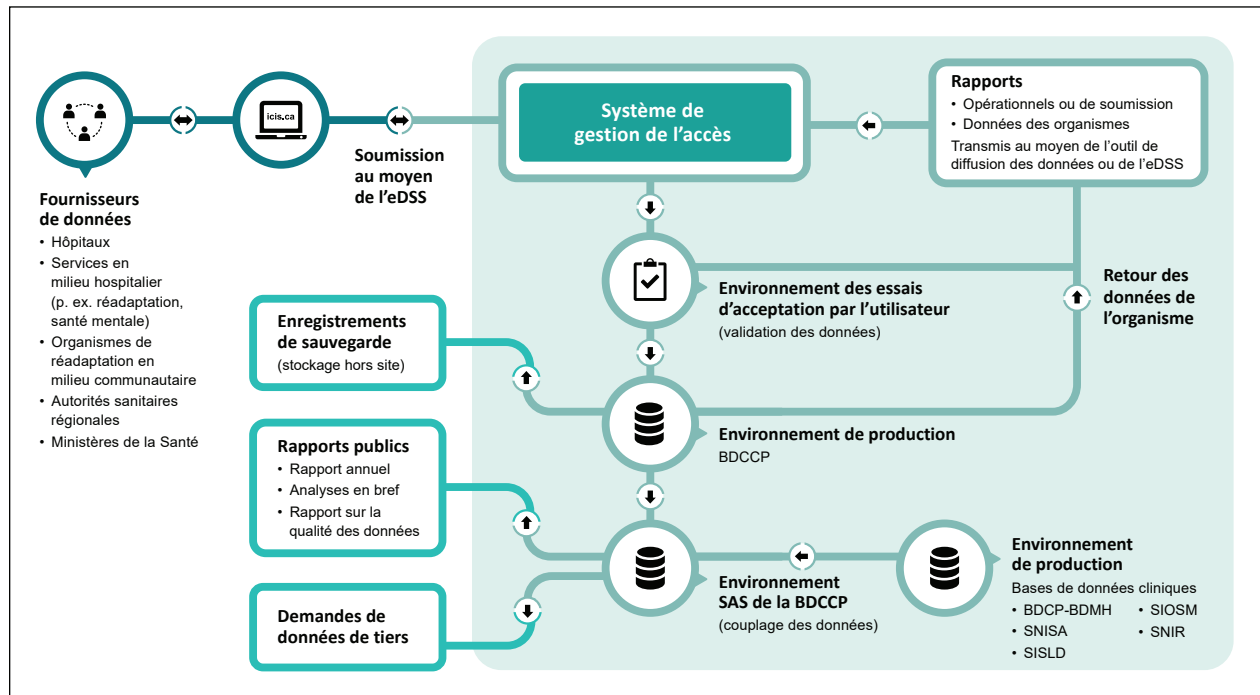 icis.ca
Fournisseurs
de données
• Hôpitaux
• Services en
milieu hospitalier
(p. ex. réadaptation,
santé mentale)
• Organismes de
réadaptation en
milieu communautaire
• Autorités sanitaires
régionales
• Ministères de la Santé
Soumission
au moyen
de l’eDSS
Système de
gestion de l’accès
Rapports
• Opérationnels ou de soumission
• Données des organismes
Transmis au moyen de l’outil de
diffusion des données ou de l’eDSS
Environnement des essais
d’acceptation par l’utilisateur
(validation des données)
Retour des
données de
l’organisme
Enregistrements
de sauvegarde
(stockage hors site)
Environnement de production
BDCCP
Rapports publics
• Rapport annuel
• Analyses en bref
• Rapport sur la
qualité des données
Environnement
SAS de la BDCCP
(couplage des données)
Environnement
de production
Bases de données cliniques
• BDCP-BDMH
• SNISA
• SISLD
• SIOSM
• SNIR
Demandes de
données de tiers